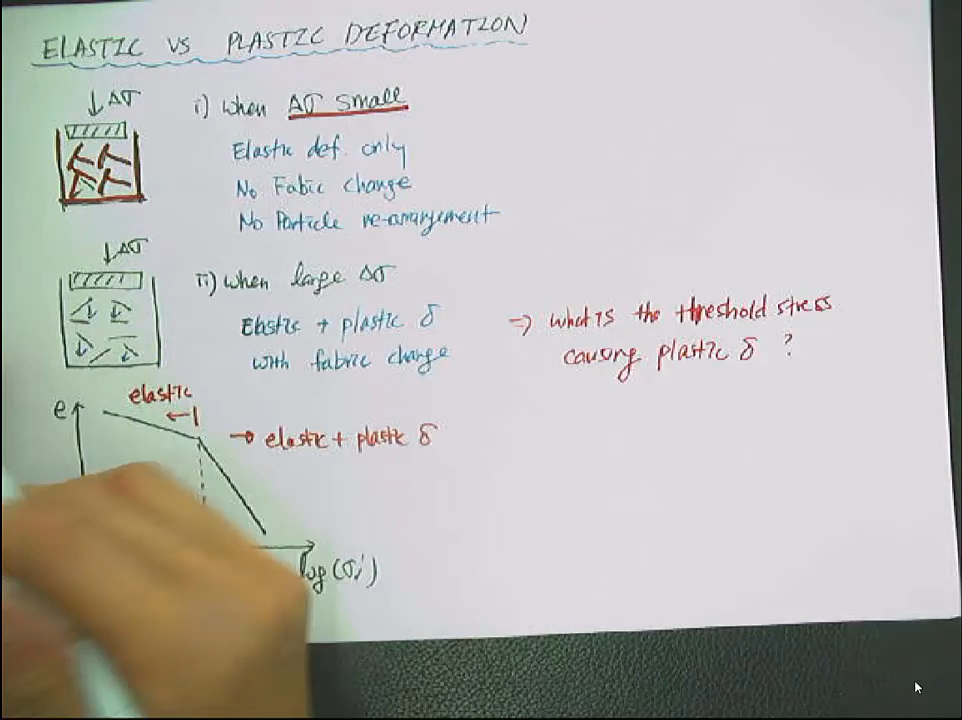 ELASTIC VS PLASTIC DEFORMATION
↓Δσ
i) when Δσ small
Elastic def. only
No Fabic change
No Particle re-arrangement
↓Δσ
ii) when large Δσ
Elastic + plastic δ
with fabric change
⇒ What is the threshold stress
causing plastic δ ?
elastic
←
e
→ elastic + plastic δ
log(σv')